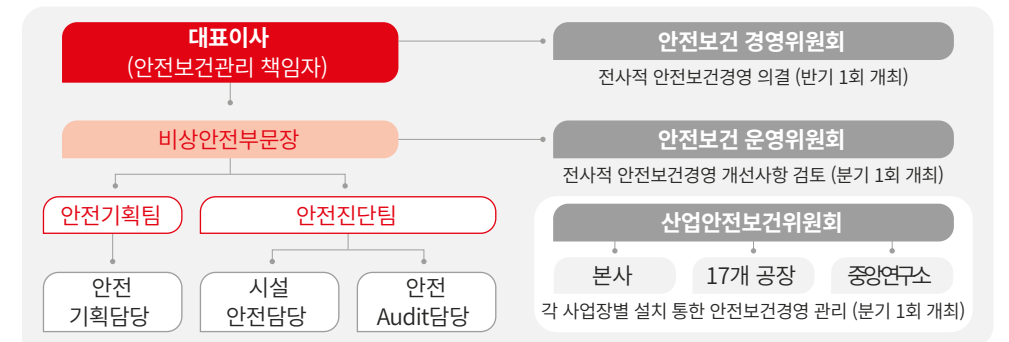 대표이사
(안전보건관리 책임자)
안전보건 경영위원회
전사적 안전보건경영 의결 (반기 1회 개최)
비상안전부문장
안전보건 운영위원회
전사적 안전보건경영 개선사항 검토 (분기 1회 개최)
안전기획팀
안전진단팀
안전
기획담당
시설
안전담당
안전
Audit담당
산업안전보건위원회
본사
17개 공장
중앙연구소
각 사업장별 설치 통한 안전보건경영 관리 (분기 1회 개최)